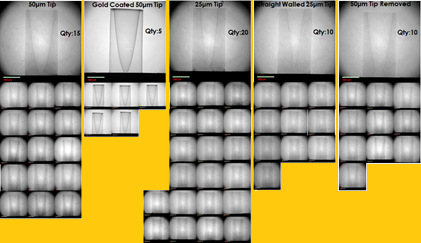 50µm Tip
Qty:15
Gold Coated 50µm Tip
Qty:5
25µm Tip
Qty:20
Straight Walled 25µm Tip
Qty:10
50µm Tip Removed
Qty:10